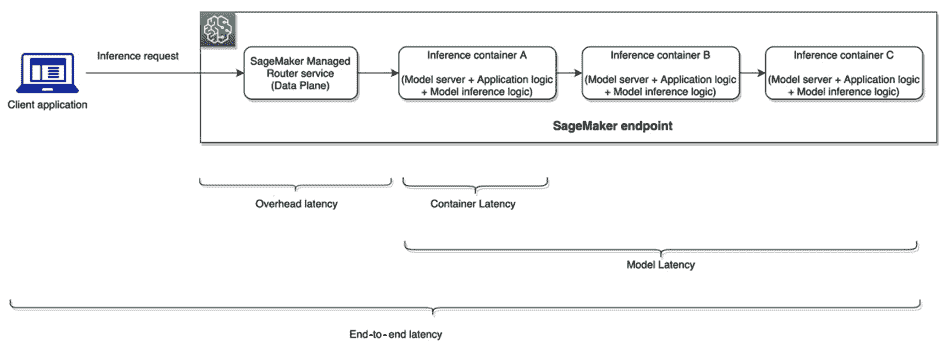 Client application
Inference request
SageMaker Managed
Router service
(Data Plane)
Inference container A
(Model server + Application logic
+ Model inference logic)
Inference container B
(Model server + Application logic
+ Model inference logic)
Inference container C
(Model server + Application logic
+ Model inference logic)
SageMaker endpoint
Overhead latency
Container Latency
Model Latency
End-to-end latency